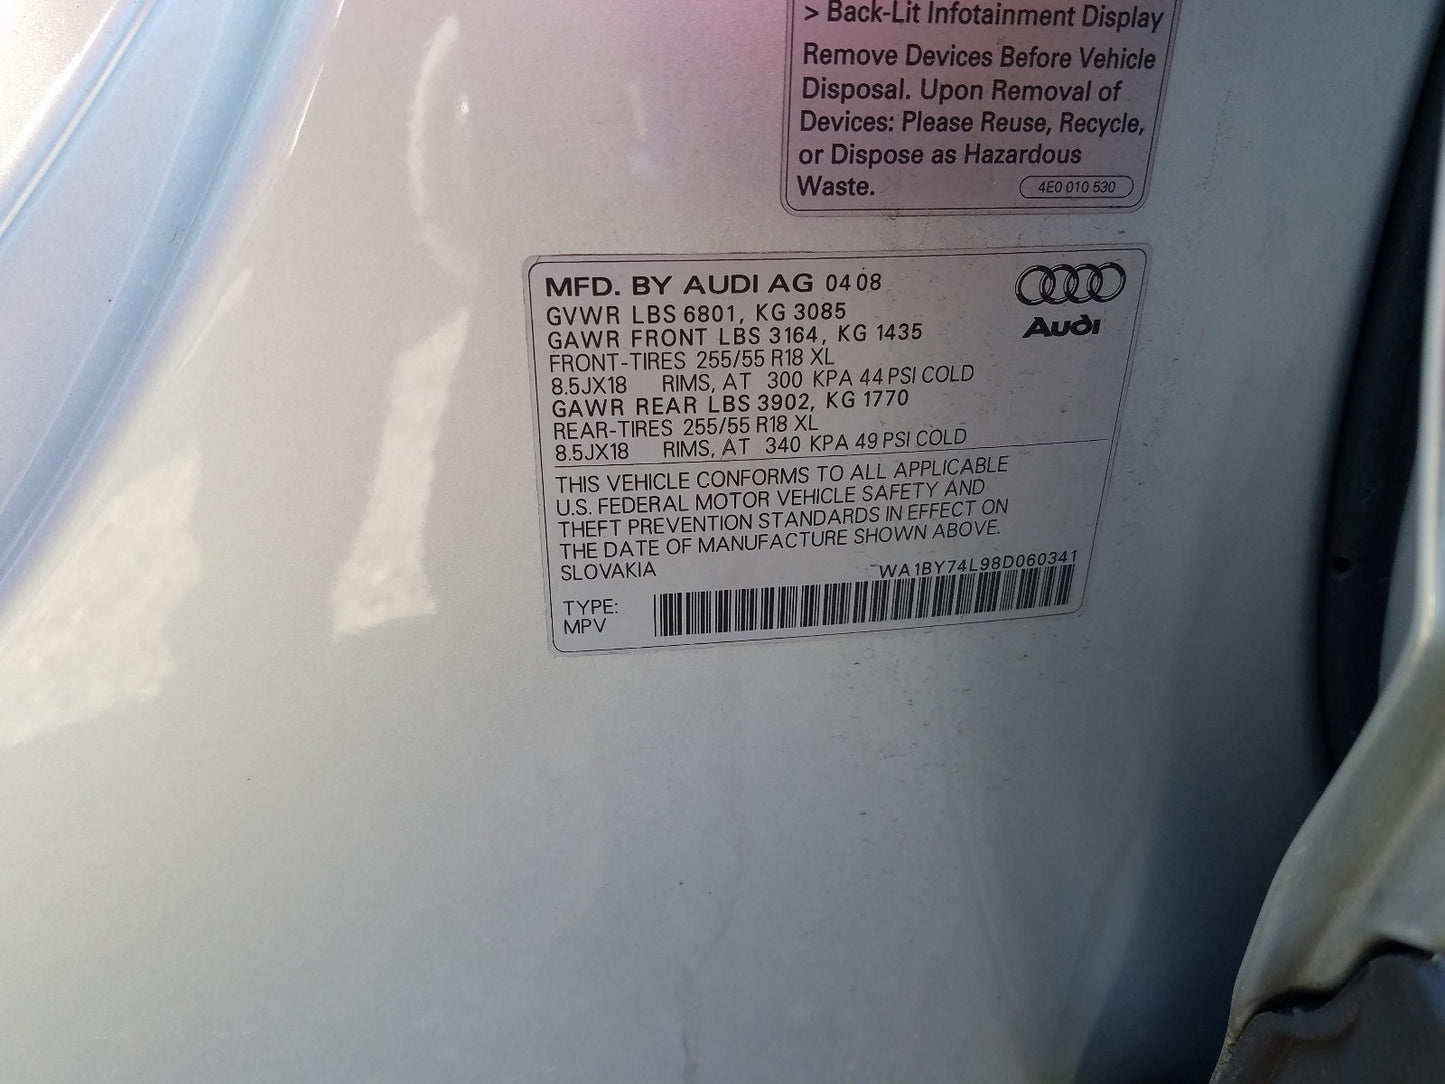 > Back-Lit Infotainment Display
Remove Devices Before Vehicle
Disposal. Upon Removal of
Devices: Please Reuse, Recycle,
or Dispose as Hazardous
Waste. 4E0 010 530
MFD. BY AUDI AG 04 08
GVWR LBS 6801, KG 3085
GAWR FRONT LBS 3164, KG 1435
FRONT-TIRES 255/55 R18 XL
8.5JX18 RIMS, AT 300 KPA 44 PSI COLD
GAWR REAR LBS 3902, KG 1770
REAR-TIRES 255/55 R18 XL
8.5JX18 RIMS, AT 340 KPA 49 PSI COLD
Audi
THIS VEHICLE CONFORMS TO ALL APPLICABLE
U.S. FEDERAL MOTOR VEHICLE SAFETY AND
THEFT PREVENTION STANDARDS IN EFFECT ON
THE DATE OF MANUFACTURE SHOWN ABOVE.
SLOVAKIA WA1BY74L98D060341
TYPE:
MPV